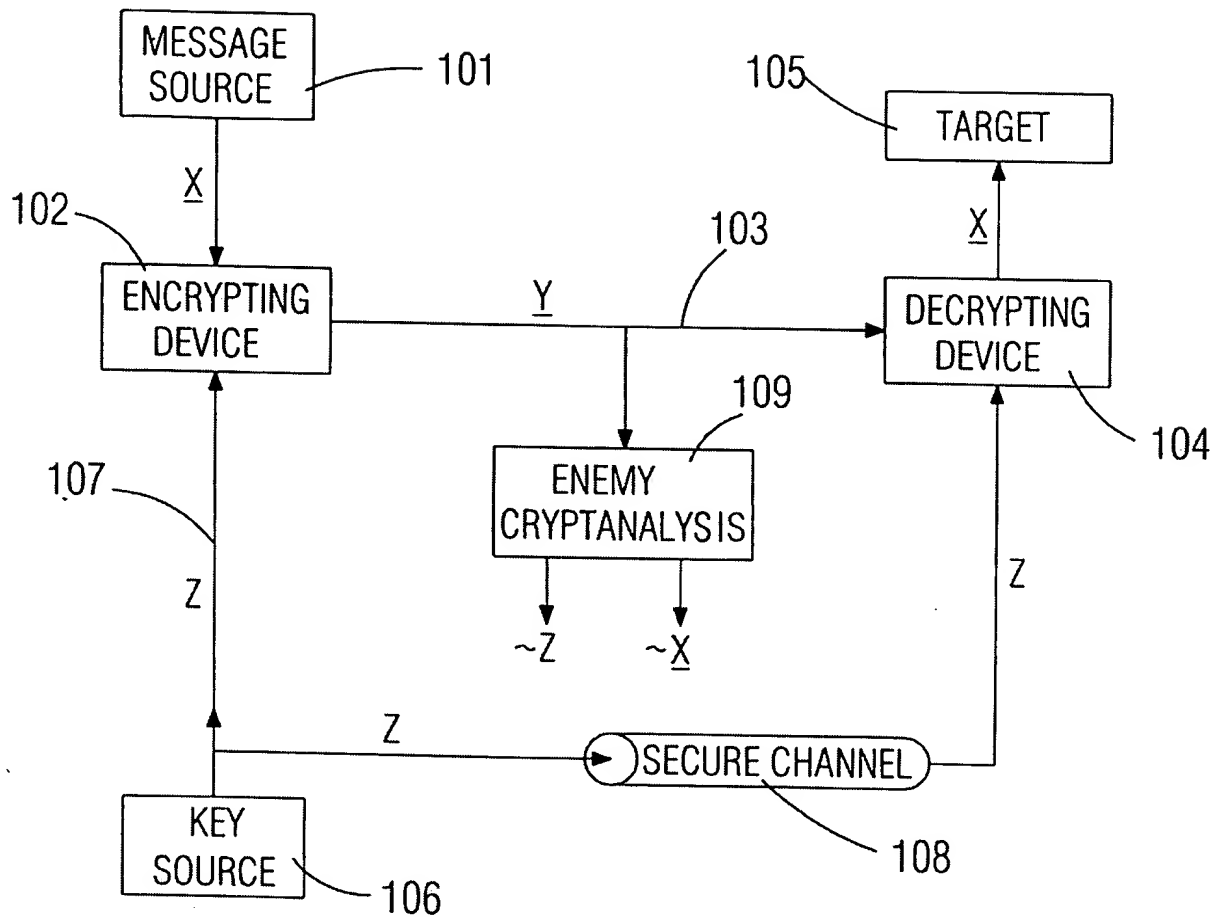 MESSAGE
SOURCE
101
105
TARGET
X
102
103
X
ENCRYPTING
DEVICE
Y
DECRYPTING
DEVICE
109
104
107
ENEMY
CRYPTANALYSIS
Z
Z
~Z
~X
Z
SECURE CHANNEL
KEY
SOURCE
108
106